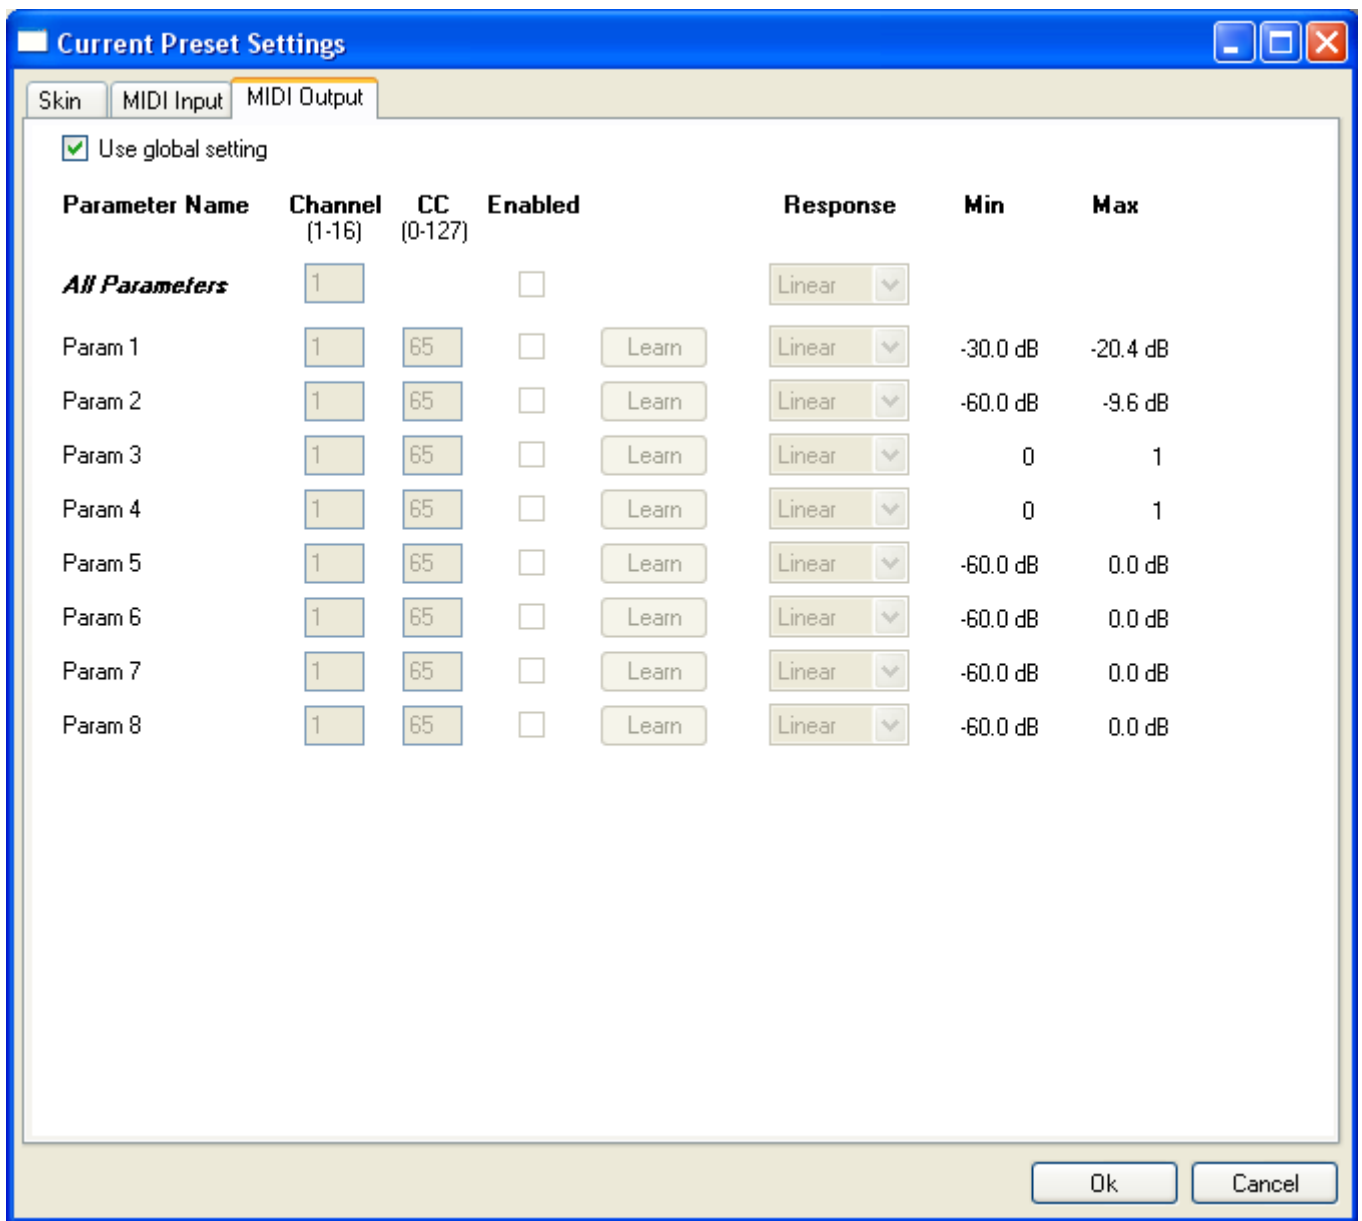 Current Preset Settings
Skin MIDI Input MIDI Output
Use global setting
Parameter Name Channel CC Enabled Response Min Max
(1-16) (0-127)
All Parameters 1 Linear
Param 1 1 65 Learn Linear -30.0 dB -20.4 dB
Param 2 1 65 Learn Linear -60.0 dB -9.6 dB
Param 3 1 65 Learn Linear 0 1
Param 4 1 65 Learn Linear 0 1
Param 5 1 65 Learn Linear -60.0 dB 0.0 dB
Param 6 1 65 Learn Linear -60.0 dB 0.0 dB
Param 7 1 65 Learn Linear -60.0 dB 0.0 dB
Param 8 1 65 Learn Linear -60.0 dB 0.0 dB
Ok Cancel